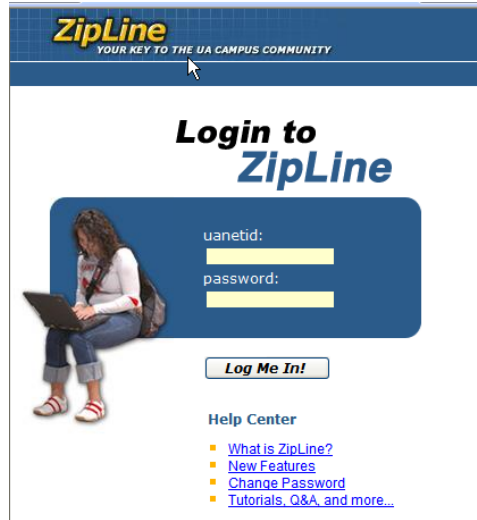 ZipLine
YOUR KEY TO THE UA CAMPUS COMMUNITY
Login to
ZipLine
uanetid:
password:
Log Me In!
Help Center
What is ZipLine?
New Features
Change Password
Tutorials, Q&A, and more...